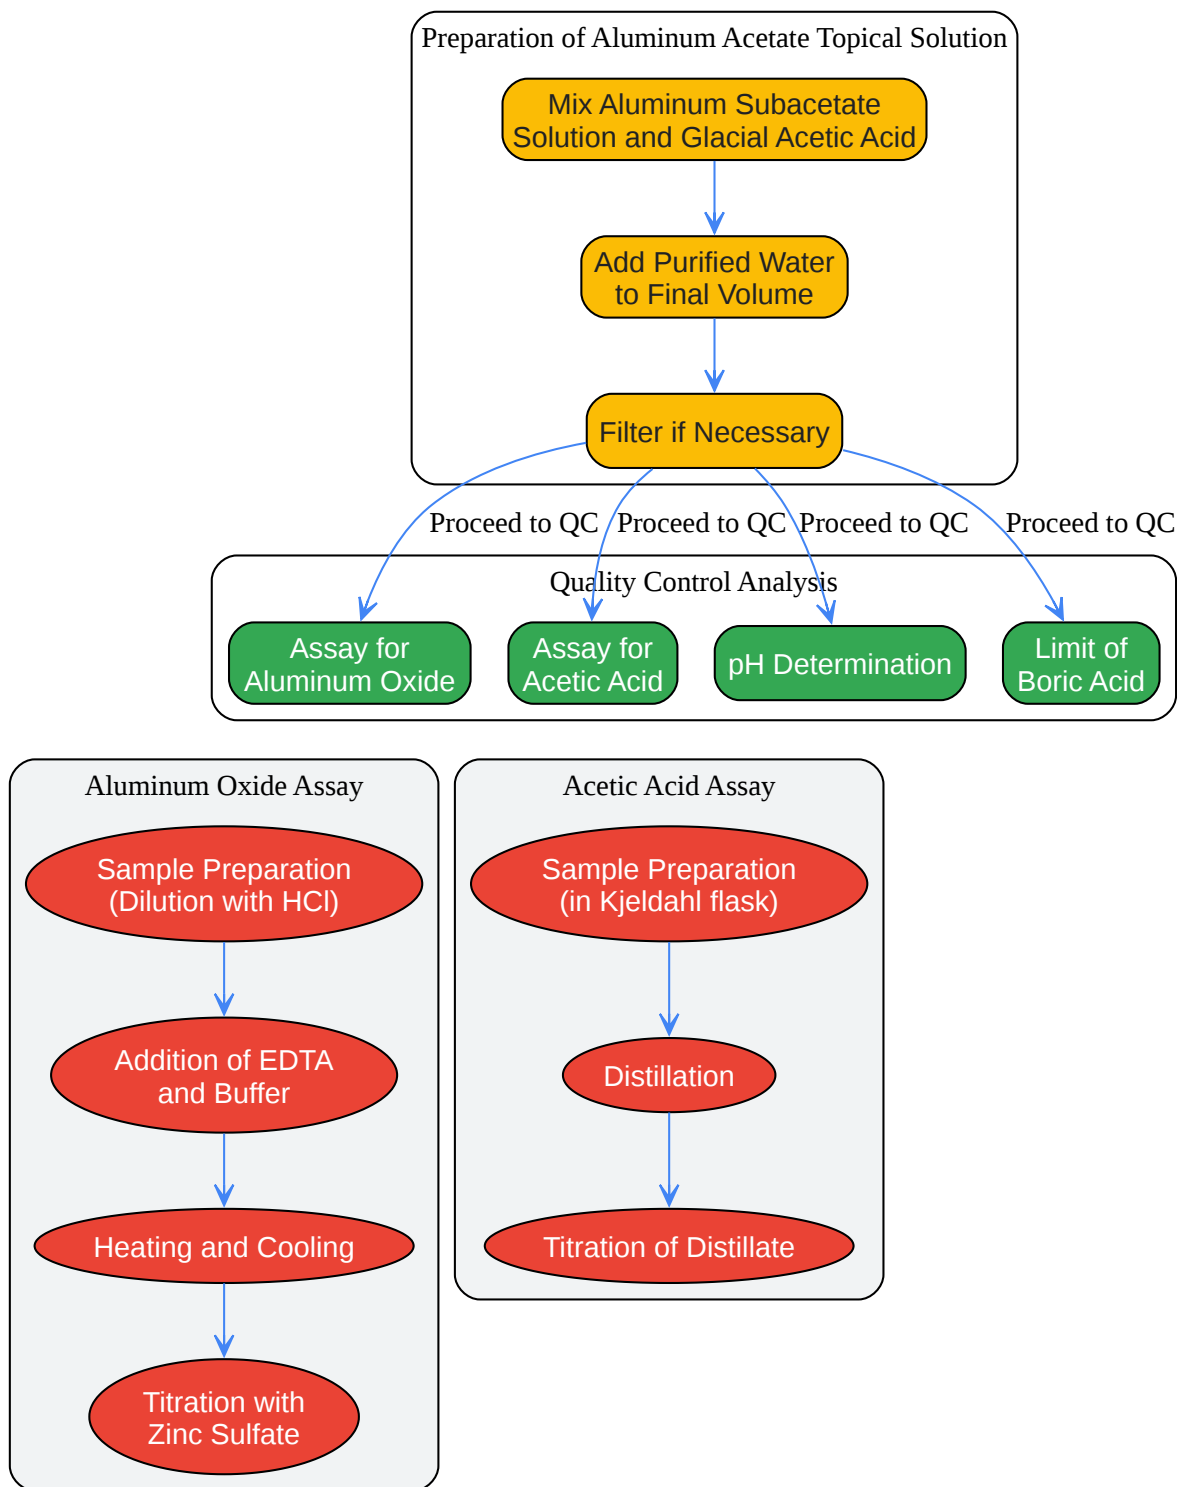 Preparation of Aluminum Acetate Topical Solution
Mix Aluminum Subacetate
Solution and Glacial Acetic Acid
Add Purified Water
to Final Volume
Filter if Necessary
Proceed to QC
Proceed to QC
Proceed to QC
Proceed to QC
Quality Control Analysis
Assay for
Aluminum Oxide
Assay for
Acetic Acid
pH Determination
Limit of
Boric Acid
Aluminum Oxide Assay
Sample Preparation
(Dilution with HCl)
Addition of EDTA
and Buffer
Heating and Cooling
Titration with
Zinc Sulfate
Acetic Acid Assay
Sample Preparation
(in Kjeldahl flask)
Distillation
Titration of Distillate